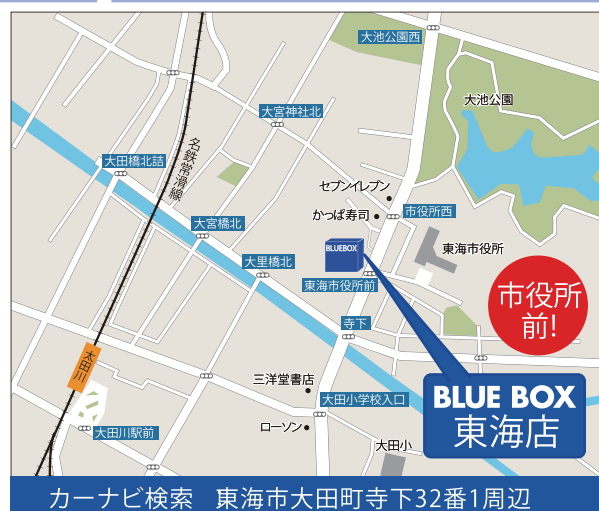 大池公園西
大池公園
大宮神社北
名鉄常滑線
大田橋北詰
セブンイレブン
かっぱ寿司
市役所西
大宮橋北
BLUEBOX
東海市役所
大里橋北
東海市役所前
市役所
前!
寺下
太田川
三洋堂書店
BLUE BOX
東海店
大田小学校入口
ローソン
大田川駅前
大田小
カーナビ検索 東海市大田町寺下32番1周辺